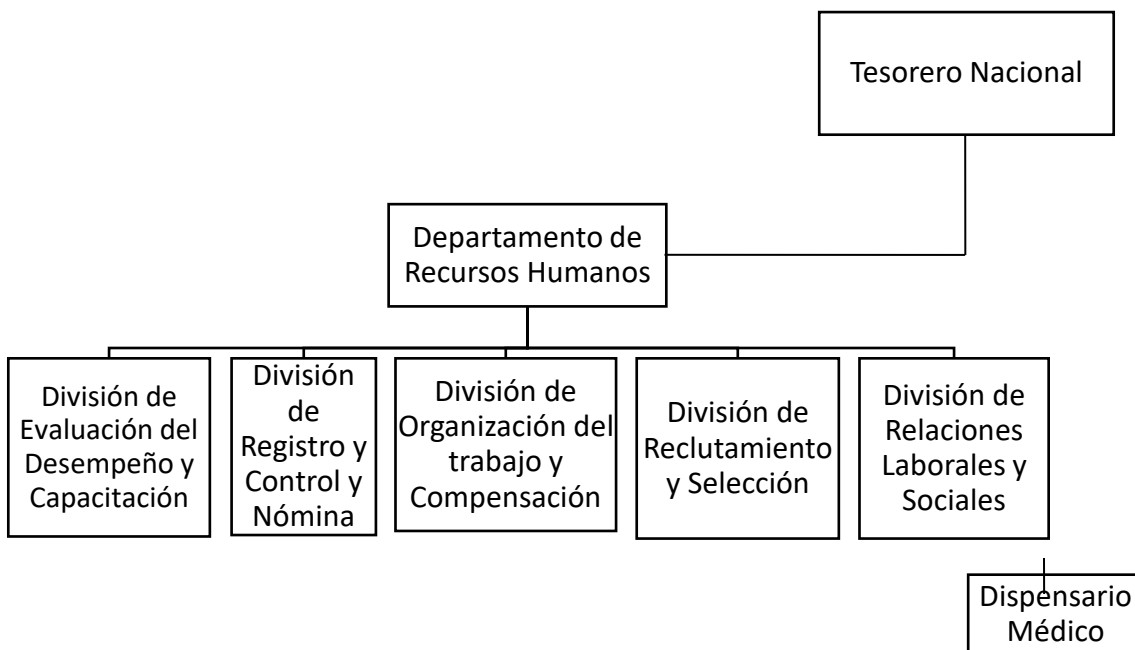 Tesorero Nacional
Departamento de
Recursos Humanos
División de
Evaluación del
Desempeño y
Capacitación
División
de
Registro y
Control y
Nómina
División de
Organización del
trabajo y
Compensación
División de
Reclutamiento
y Selección
División de
Relaciones
Laborales y
Sociales
Dispensario
Médico